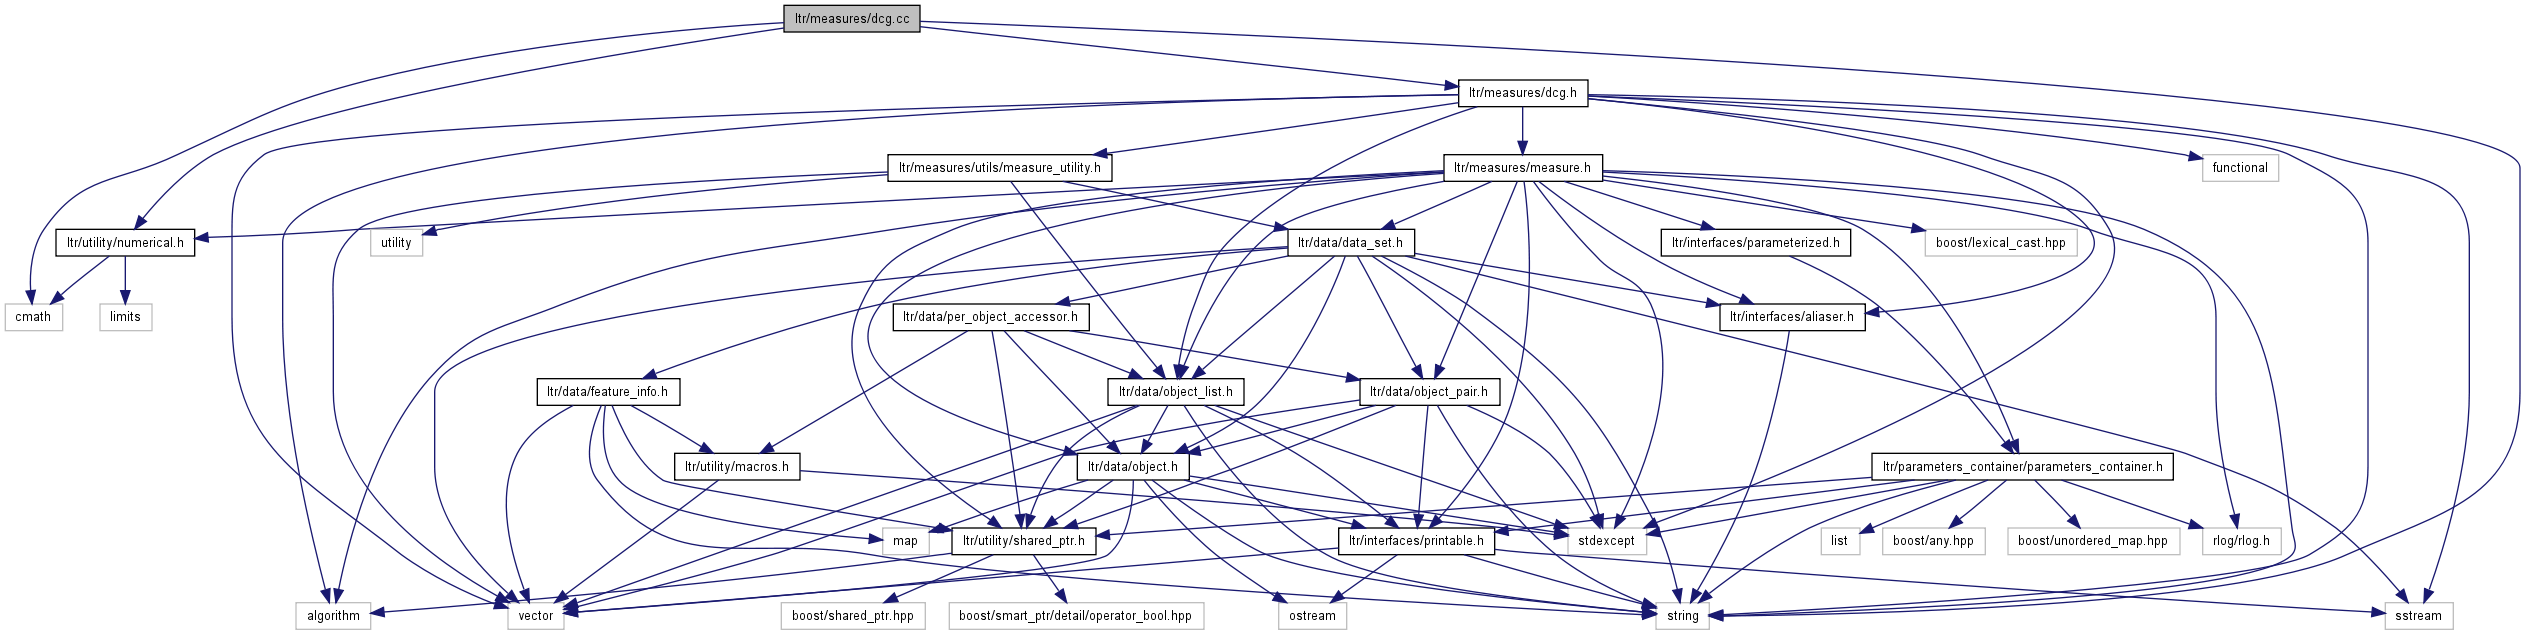 ltr/measures/dcg.cc
ltr/measures/dcg.h
ltr/measures/utils/measure_utility.h
ltr/measures/measure.h
functional
ltr/utility/numerical.h
utility
ltr/data/data_set.h
ltr/interfaces/parameterized.h
boost/lexical_cast.hpp
cmath
limits
ltr/data/per_object_accessor.h
ltr/interfaces/aliaser.h
ltr/data/feature_info.h
ltr/data/object_list.h
ltr/data/object_pair.h
ltr/utility/macros.h
ltr/data/object.h
ltr/parameters_container/parameters_container.h
map
ltr/utility/shared_ptr.h
ltr/interfaces/printable.h
stdexcept
list
boost/any.hpp
boost/unordered_map.hpp
rlog/rlog.h
algorithm
vector
boost/shared_ptr.hpp
boost/smart_ptr/detail/operator_bool.hpp
ostream
string
sstream